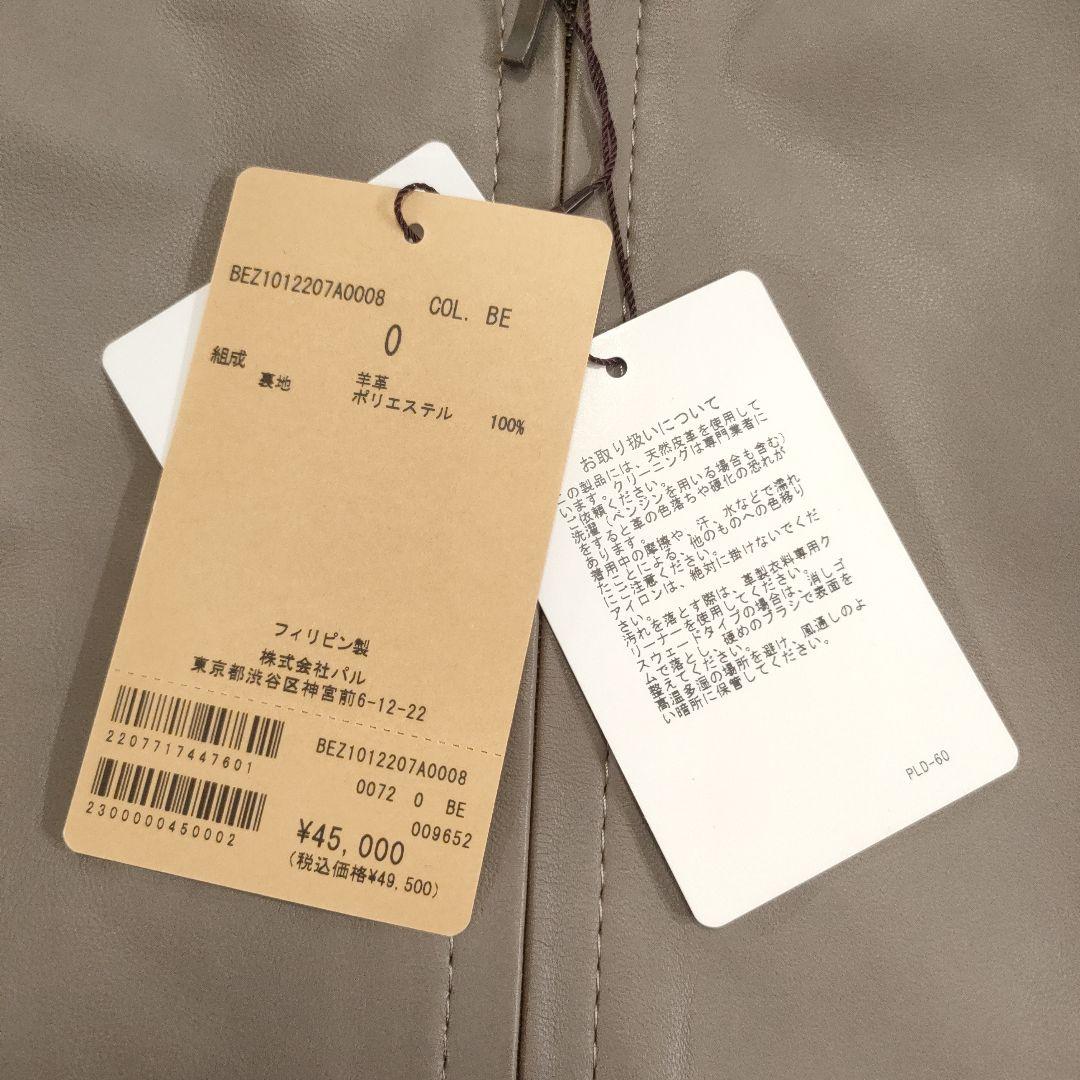 BEZ1012207A0008 COL. BE
0
組成 羊革
裏地 ポリエステル 100%
フィリピン製
株式会社パル
東京都渋谷区神宮前6-12-22
2207717447601
2300000450002
BEZ1012207A0008
0072 0 BE
009652
¥45,000
(税込価格¥49,500)
お取り扱いについて
この製品には、天然皮革を使用して
います。クリーニングは専門業者に
ご依頼ください。
洗濯(ベンジンを用いる場合も含む)
をすると革の色落ちや硬化の恐れが
あります。
着用中の摩擦や、汗、水などで濡れ
たことによる、他のものへの色移り
にご注意ください。
アイロンは、絶対に掛けないでくだ
さい。
汚れを落とす際は、革製衣料専用ク
リーナーを使用してください。
スウェードタイプの場合は、消しゴ
ムで落とし、硬めのブラシで表面を
整えてください。
高温多湿の場所を避け、風通しのよ
い暗所に保管してください。
PLD-60